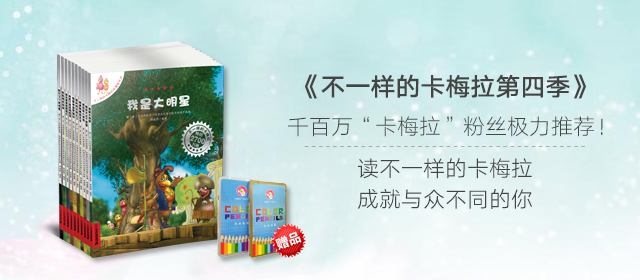 我是大明星
COLOR
PENCILS
COLOR
PENCILS
赠品
《不一样的卡梅拉第四季》
千百万“卡梅拉”粉丝极力推荐！
读不一样的卡梅拉
成就与众不同的你